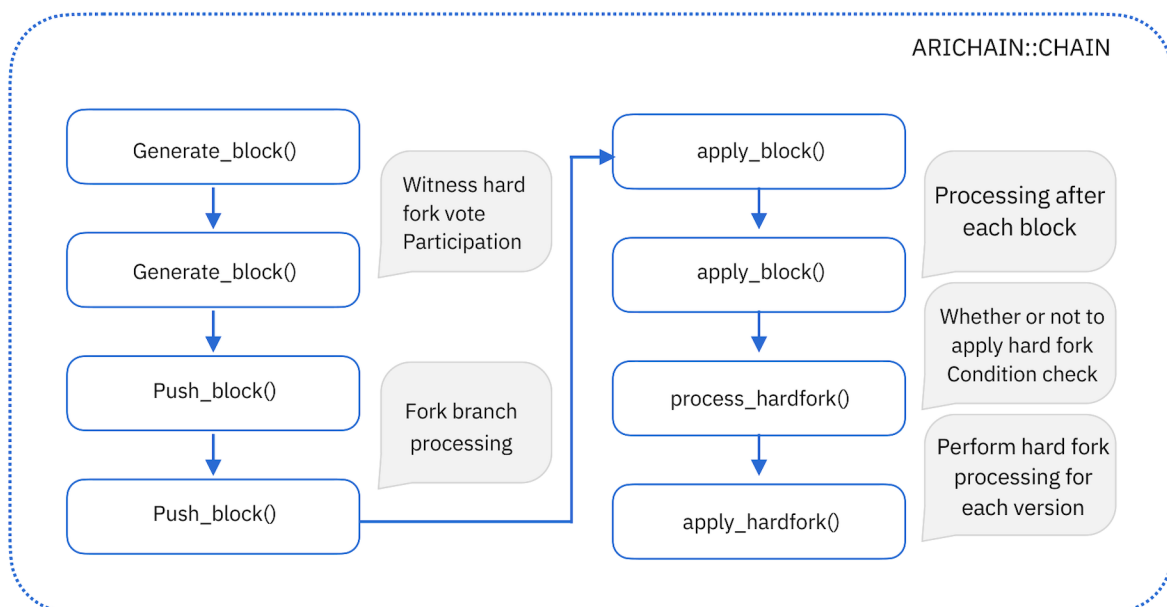 ARICHAIN::CHAIN
Generate_block()
Witness hard
fork vote
Participation
Generate_block()
Push_block()
Fork branch
processing
Push_block()
apply_block()
Processing after
each block
apply_block()
Whether or not to
apply hard fork
Condition check
process_hardfork()
Perform hard fork
processing for
each version
apply_hardfork()